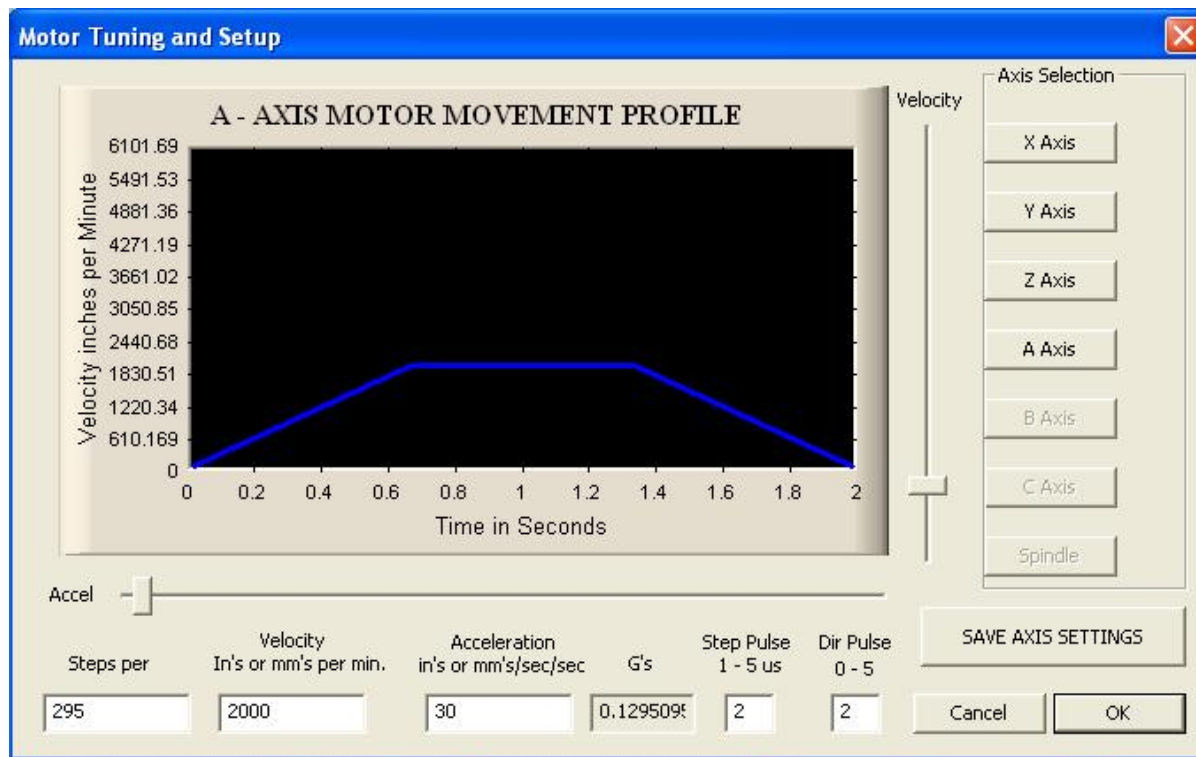 Motor Tuning and Setup
A - AXIS MOTOR MOVEMENT PROFILE
Velocity inches per Minute
6101.69
5491.53
4881.36
4271.19
3661.02
3050.85
2440.68
1830.51
1220.34
610.169
0
0 0.2 0.4 0.6 0.8 1 1.2 1.4 1.6 1.8 2
Time in Seconds
Velocity
Axis Selection
X Axis
Y Axis
Z Axis
A Axis
B Axis
C Axis
Spindle
Accel
Steps per
295
Velocity
In's or mm's per min.
2000
Acceleration
in's or mm's/sec/sec
30
G's
0.129509
Step Pulse
1 - 5 us
2
Dir Pulse
0 - 5
2
SAVE AXIS SETTINGS
Cancel
OK